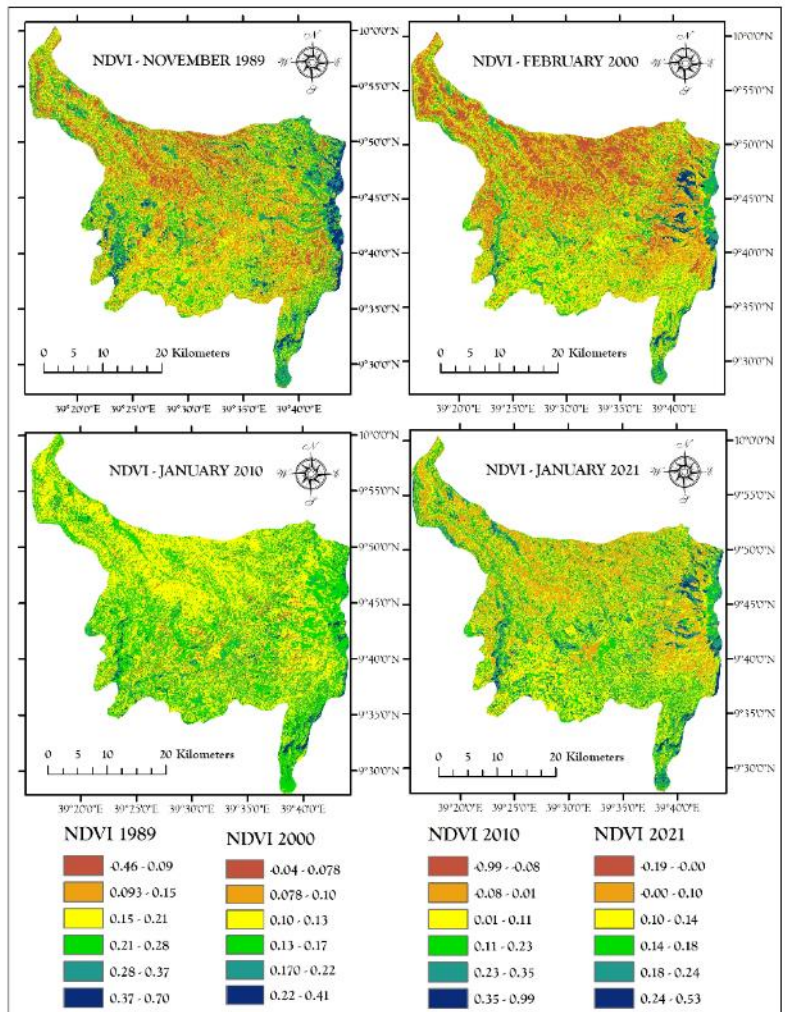 NDVI - NOVEMBER 1989
N
W
E
S
10°0'0"N
9°55'0"N
9°50'0"N
9°45'0"N
9°40'0"N
9°35'0"N
9°30'0"N
0 5 10 20 Kilometers
39°20'0"E 39°25'0"E 39°30'0"E 39°35'0"E 39°40'0"E
NDVI - FEBRUARY 2000
N
W
E
S
10°0'0"N
9°55'0"N
9°50'0"N
9°45'0"N
9°40'0"N
9°35'0"N
9°30'0"N
0 5 10 20 Kilometers
39°20'0"E 39°25'0"E 39°30'0"E 39°35'0"E 39°40'0"E
NDVI - JANUARY 2010
N
W
E
S
10°0'0"N
9°55'0"N
9°50'0"N
9°45'0"N
9°40'0"N
9°35'0"N
9°30'0"N
0 5 10 20 Kilometers
39°20'0"E 39°25'0"E 39°30'0"E 39°35'0"E 39°40'0"E
NDVI - JANUARY 2021
N
W
E
S
10°0'0"N
9°55'0"N
9°50'0"N
9°45'0"N
9°40'0"N
9°35'0"N
9°30'0"N
0 5 10 20 Kilometers
39°20'0"E 39°25'0"E 39°30'0"E 39°35'0"E 39°40'0"E
NDVI 1989
-0.46 - 0.09
0.093 - 0.15
0.15 - 0.21
0.21 - 0.28
0.28 - 0.37
0.37 - 0.70
NDVI 2000
-0.04 - 0.078
0.078 - 0.10
0.10 - 0.13
0.13 - 0.17
0.170 - 0.22
0.22 - 0.41
NDVI 2010
-0.99 - -0.08
-0.08 - 0.01
0.01 - 0.11
0.11 - 0.23
0.23 - 0.35
0.35 - 0.99
NDVI 2021
-0.19 - -0.00
-0.00 - 0.10
0.10 - 0.14
0.14 - 0.18
0.18 - 0.24
0.24 - 0.53